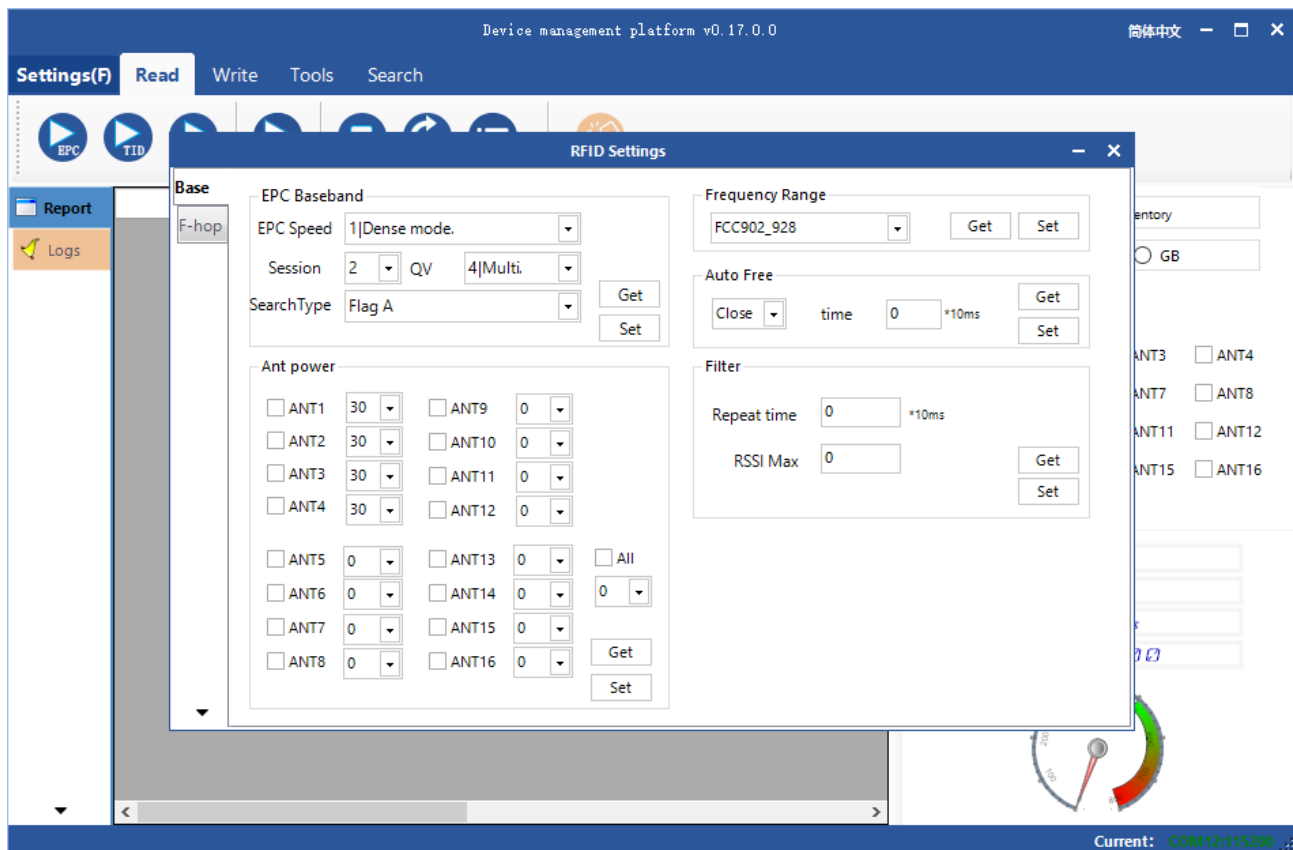 Device management platform v0.17.0.0
简体中文
Settings(F) Read Write Tools Search
EPC
TID
RFID Settings
Base
F-hop
Report
Logs
EPC Baseband
EPC Speed 1|Dense mode.
Session 2 QV 4|Multi.
SearchType Flag A
Get
Set
Ant power
ANT1 30 ANT9 0
ANT2 30 ANT10 0
ANT3 30 ANT11 0
ANT4 30 ANT12 0
ANT5 0 ANT13 0 All
ANT6 0 ANT14 0 0
ANT7 0 ANT15 0
ANT8 0 ANT16 0
Get
Set
Frequency Range
FCC902_928 Get Set
Auto Free
Close time 0 *10ms
Get
Set
Filter
Repeat time 0 *10ms
RSSI Max 0
Get
Set
entory
GB
ANT3 ANT4
ANT7 ANT8
ANT11 ANT12
ANT15 ANT16
100
200
Current: COM12:115200